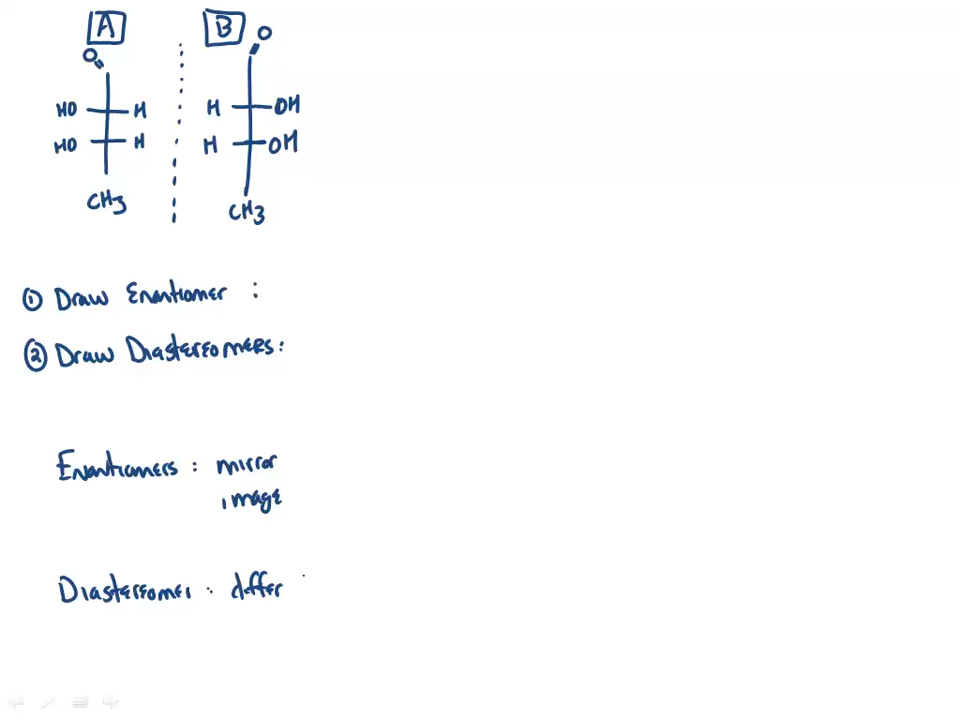 A B
O O
HO H H OH
HO H H OH
CH3 CH3
① Draw Enantiomer :
② Draw Diastereomers:
Enantiomers : mirror
image
Diastereomer : differ